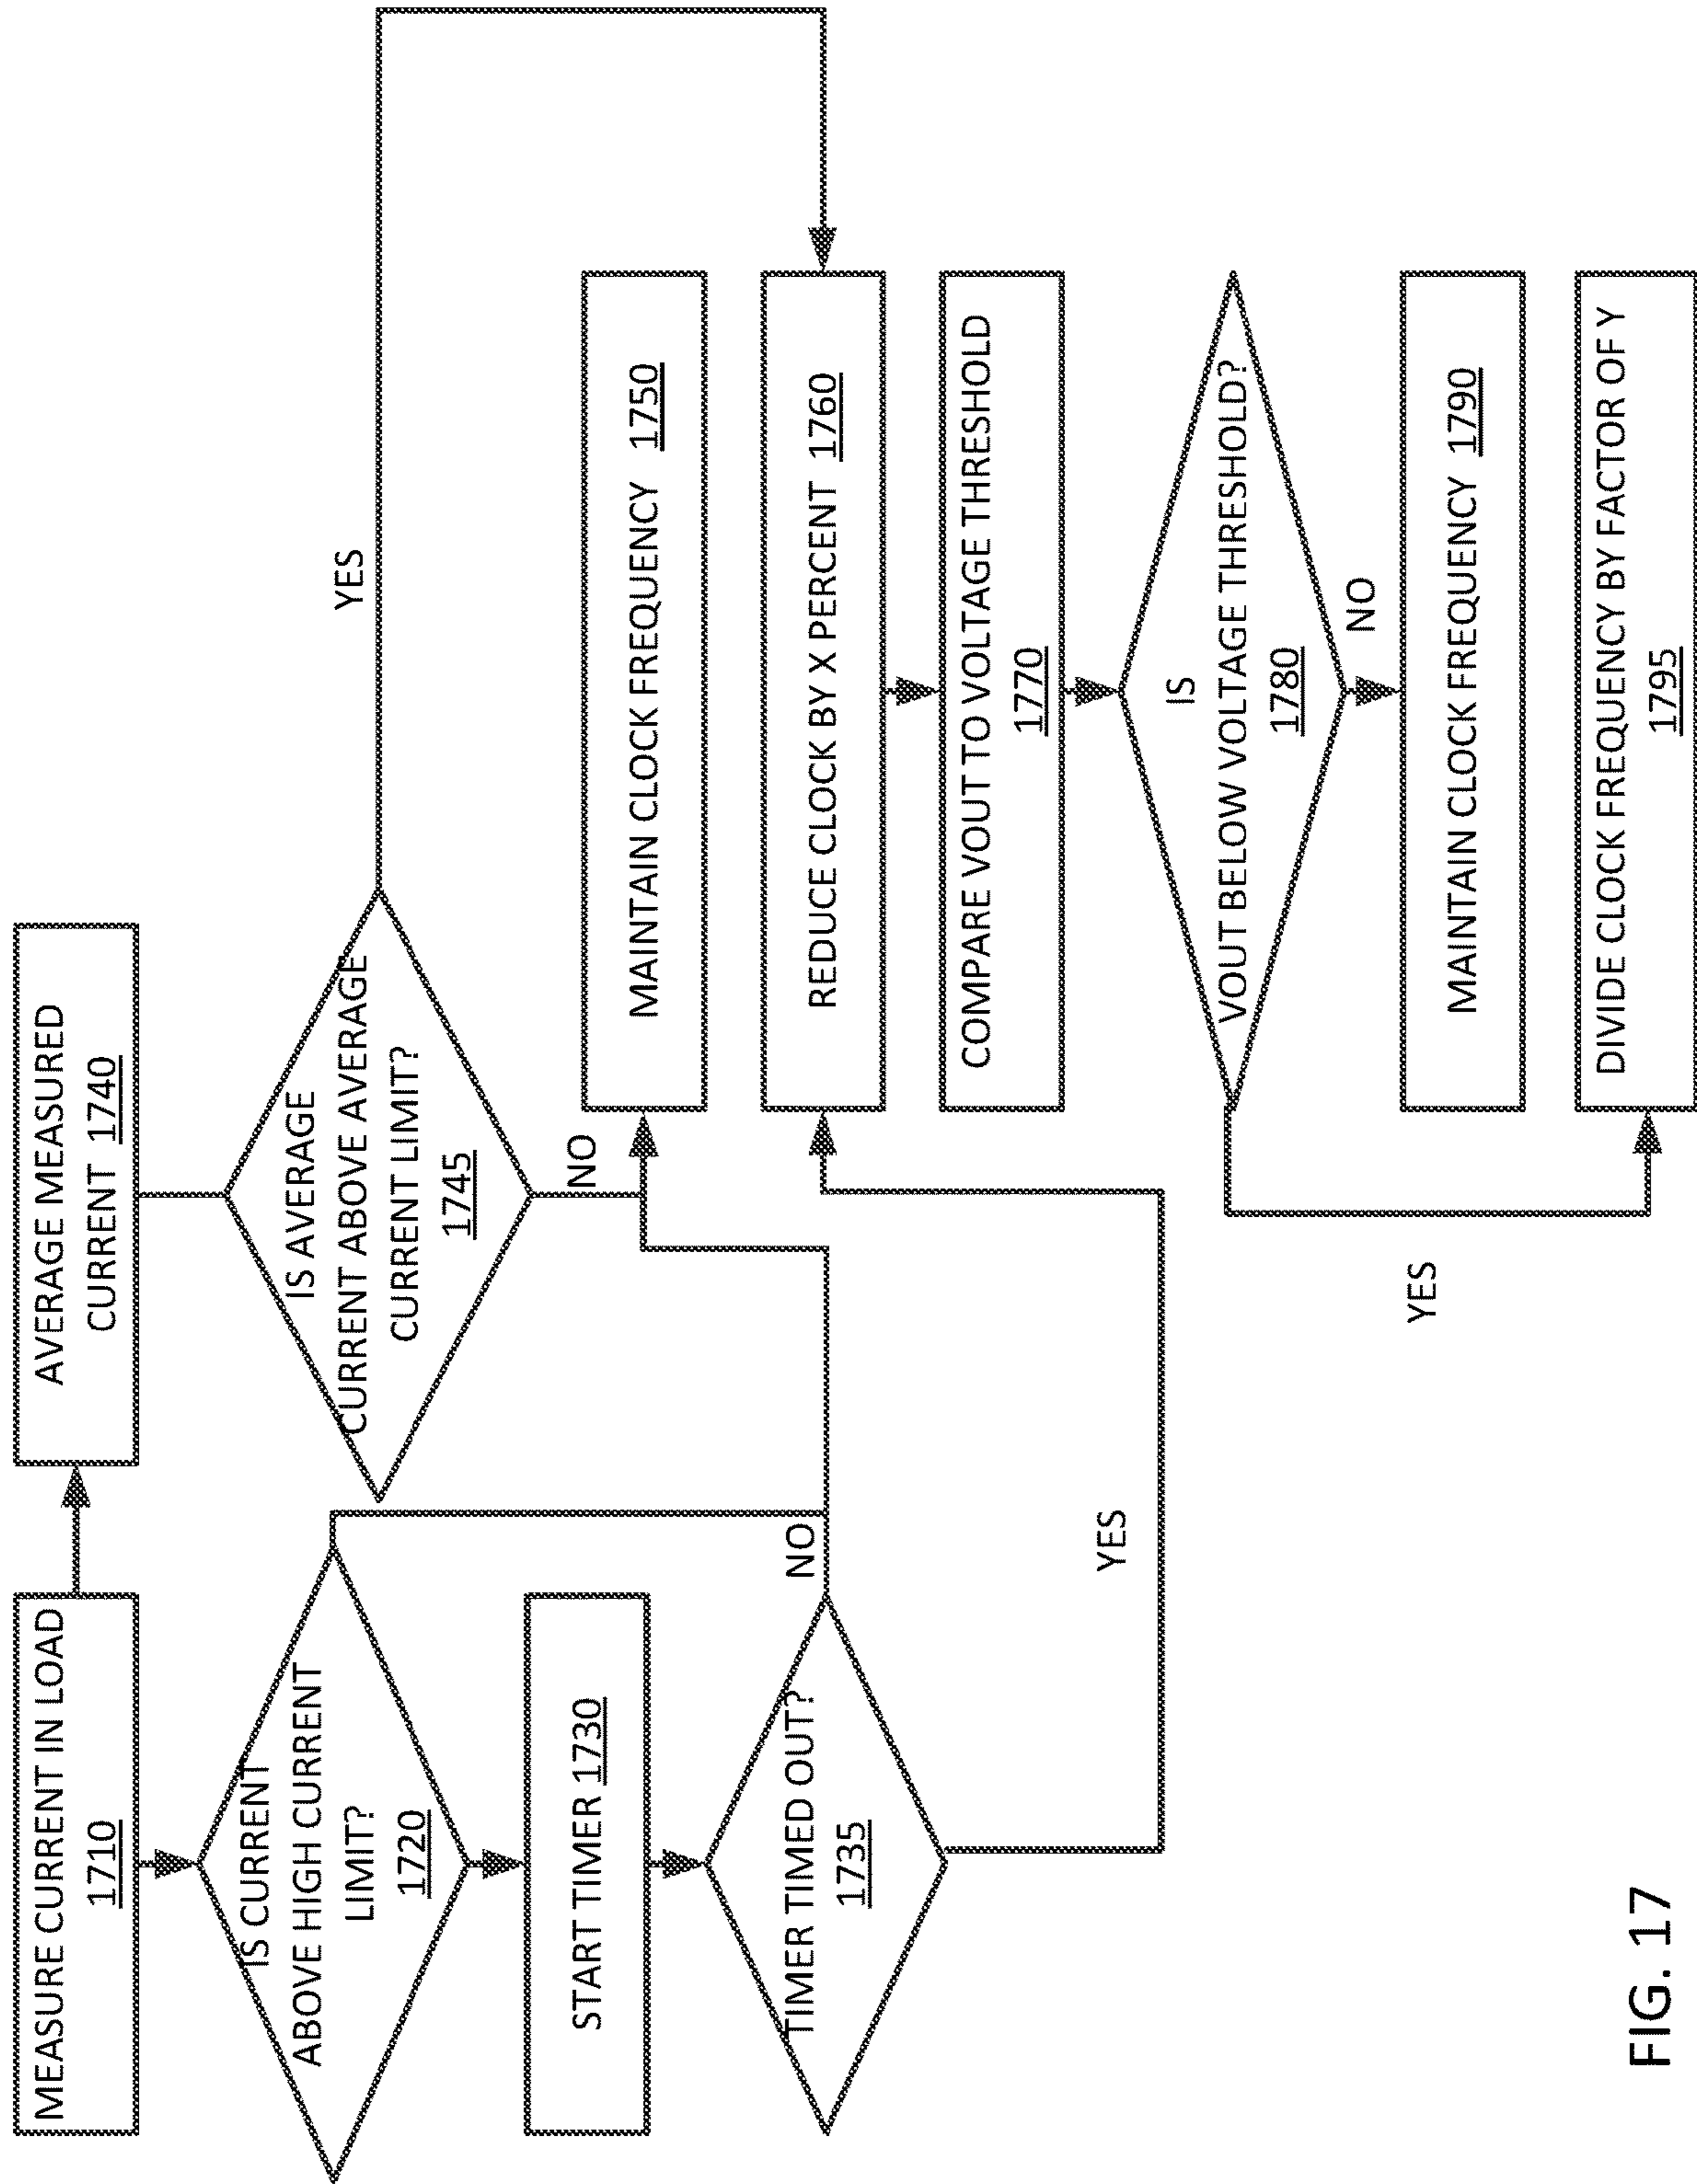 MEASURE CURRENT IN LOAD
1710
IS CURRENT
ABOVE HIGH CURRENT
LIMIT?
1720
START TIMER 1730
TIMER TIMED OUT?
1735
NO
YES
AVERAGE MEASURED
CURRENT 1740
IS AVERAGE
CURRENT ABOVE AVERAGE
CURRENT LIMIT?
1745
NO
YES
MAINTAIN CLOCK FREQUENCY 1750
REDUCE CLOCK BY X PERCENT 1760
COMPARE VOUT TO VOLTAGE THRESHOLD
1770
IS
VOUT BELOW VOLTAGE THRESHOLD?
1780
NO
YES
MAINTAIN CLOCK FREQUENCY 1790
DIVIDE CLOCK FREQUENCY BY FACTOR OF Y
1795
FIG. 17